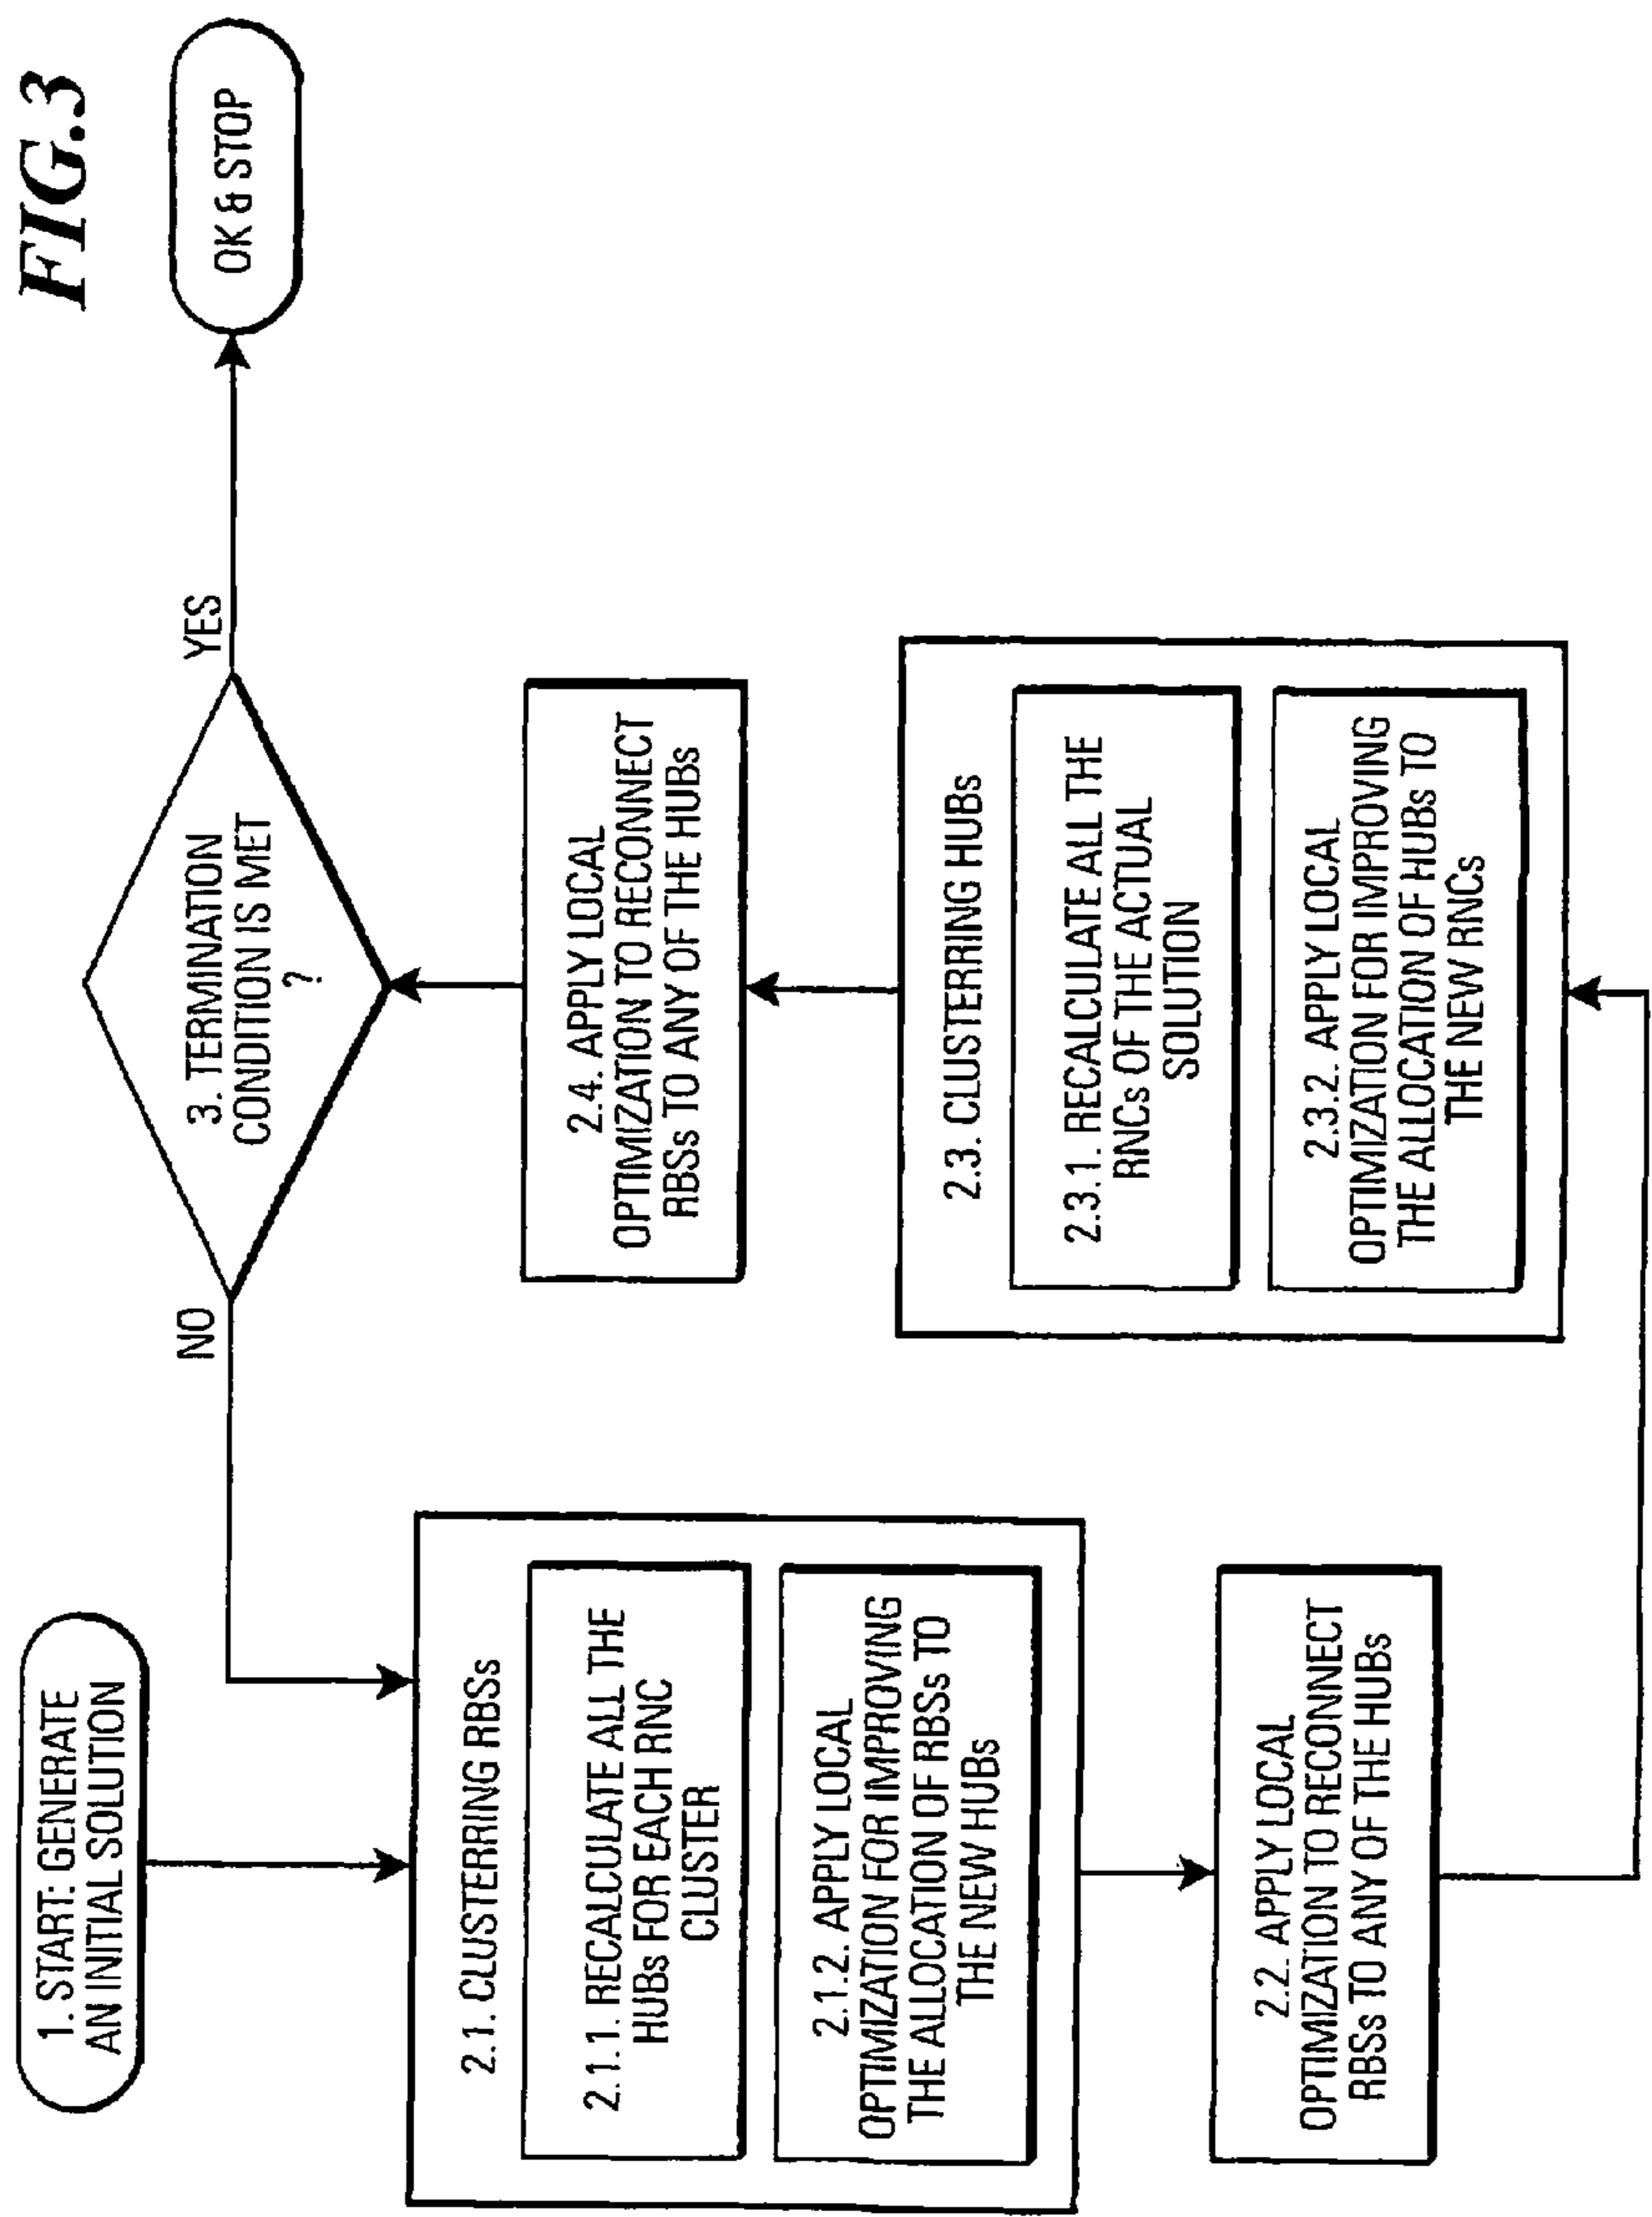 FIG.3
1. START: GENERATE
AN INITIAL SOLUTION
2.1. CLUSTERRING RBSs
2.1.1. RECALCULATE ALL THE
HUBs FOR EACH RNC
CLUSTER
2.1.2. APPLY LOCAL
OPTIMIZATION FOR IMPROVING
THE ALLOCATION OF RBSs TO
THE NEW HUBs
2.2. APPLY LOCAL
OPTIMIZATION TO RECONNECT
RBSs TO ANY OF THE HUBs
2.3. CLUSTERRING HUBs
2.3.1. RECALCULATE ALL THE
RNCs OF THE ACTUAL
SOLUTION
2.3.2. APPLY LOCAL
OPTIMIZATION FOR IMPROVING
THE ALLOCATION OF HUBs TO
THE NEW RNCs
2.4. APPLY LOCAL
OPTIMIZATION TO RECONNECT
RBSs TO ANY OF THE HUBs
3. TERMINATION
CONDITION IS MET
?
NO
YES
OK & STOP